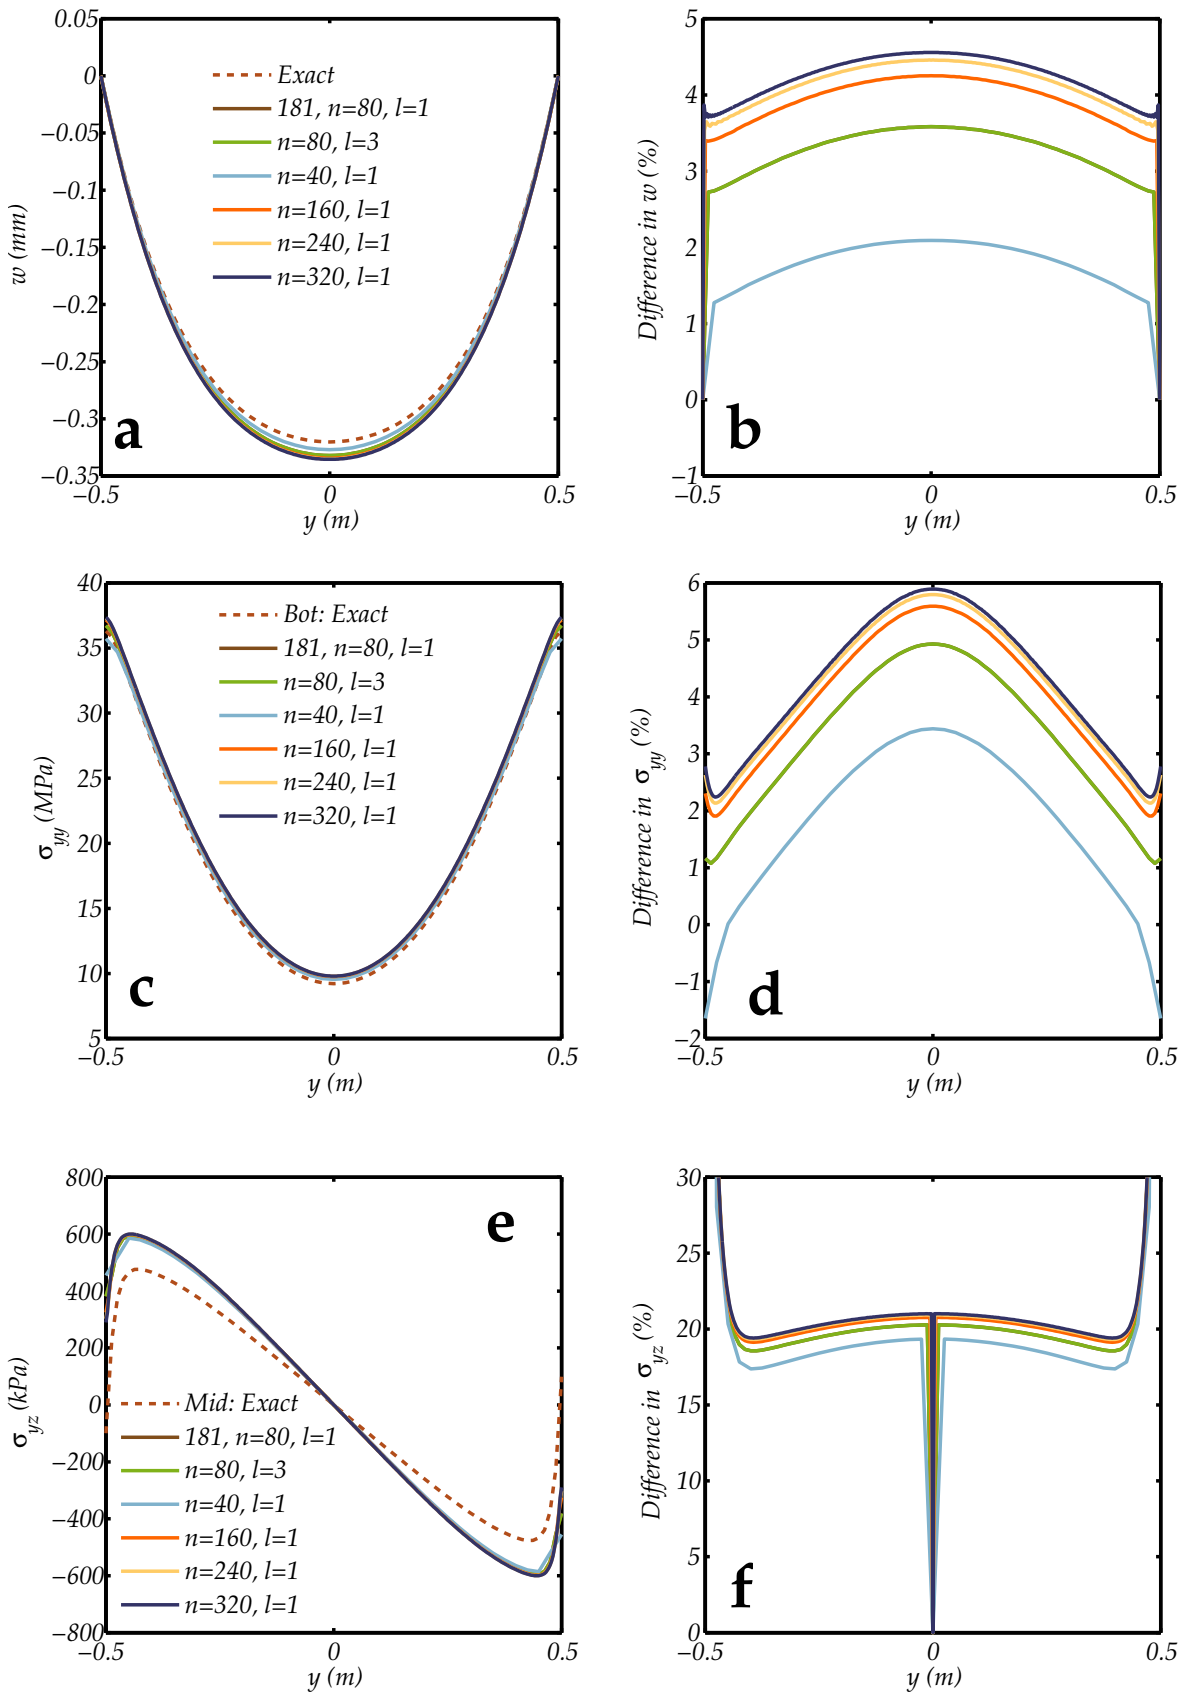 0.05
0
−0.05
−0.1
−0.15
−0.2
−0.25
−0.3
−0.35
w (mm)
Exact
181, n=80, l=1
n=80, l=3
n=40, l=1
n=160, l=1
n=240, l=1
n=320, l=1
a
−0.5
0
0.5
y (m)
5
4
3
2
1
0
−1
Difference in w (%)
b
−0.5
0
0.5
y (m)
40
35
30
25
20
15
10
5
σyy (MPa)
Bot: Exact
181, n=80, l=1
n=80, l=3
n=40, l=1
n=160, l=1
n=240, l=1
n=320, l=1
c
−0.5
0
0.5
y (m)
6
5
4
3
2
1
0
−1
−2
Difference in σyy (%)
d
−0.5
0
0.5
y (m)
800
600
400
200
0
−200
−400
−600
−800
σyz (kPa)
e
Mid: Exact
181, n=80, l=1
n=80, l=3
n=40, l=1
n=160, l=1
n=240, l=1
n=320, l=1
−0.5
0
0.5
y (m)
30
25
20
15
10
5
0
Difference in σyz (%)
f
−0.5
0
0.5
y (m)